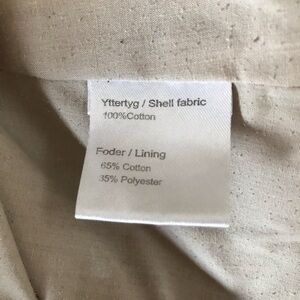 Yttertyg / Shell fabric
100%Cotton
Foder / Lining
65% Cotton
35% Polyester